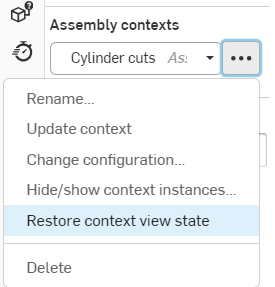 Assembly contexts
Cylinder cuts As:
Rename...
Update context
Change configuration...
Hide/show context instances...
Restore context view state
Delete